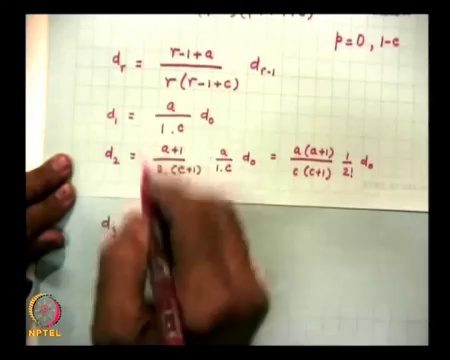 p=0, 1-c
d_r = \frac{r-1+a}{r(r-1+c)} d_{r-1}
d_1 = \frac{a}{1.c} d_0
d_2 = \frac{a+1}{2.(c+1)} \frac{a}{1.c} d_0 = \frac{a(a+1)}{c(c+1)} \frac{1}{2!} d_0
d_3
NPTEL